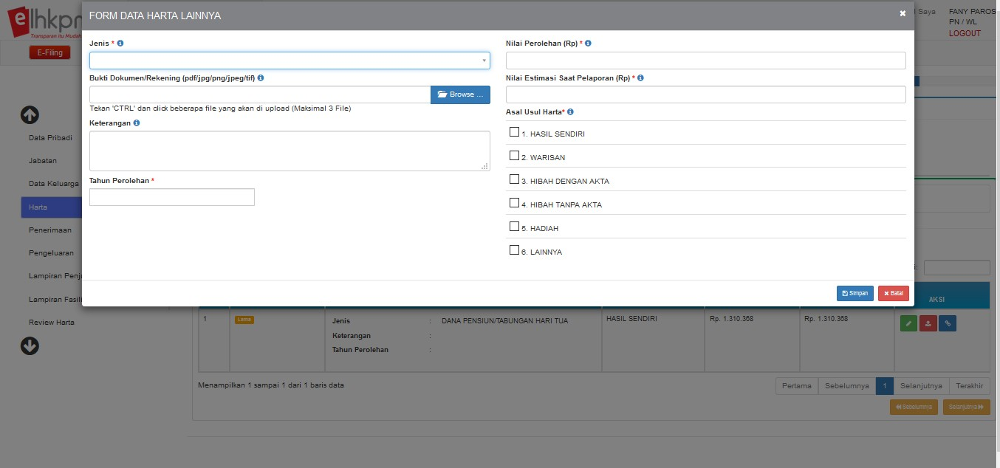 elhkpn
Transparan itu Mudah
FORM DATA HARTA LAINNYA
Saya
FANY PAROS
PN / WL
LOGOUT
E-Filing
Data Pribadi
Jabatan
Data Keluarga
Harta
Penerimaan
Pengeluaran
Lampiran Penj
Lampiran Fasili
Review Harta
Jenis *
Bukti Dokumen/Rekening (pdf/jpg/png/jpeg/tif)
Browse ...
Tekan 'CTRL' dan click beberapa file yang akan di upload (Maksimal 3 File)
Keterangan
Tahun Perolehan *
Nilai Perolehan (Rp) *
Nilai Estimasi Saat Pelaporan (Rp) *
Asal Usul Harta*
1. HASIL SENDIRI
2. WARISAN
3. HIBAH DENGAN AKTA
4. HIBAH TANPA AKTA
5. HADIAH
6. LAINNYA
Simpan
Batal
AKSI
1
Lama
Jenis : DANA PENSIUN/TABUNGAN HARI TUA
Keterangan :
Tahun Perolehan :
HASIL SENDIRI
Rp. 1.310.368
Rp. 1.310.368
Menampilkan 1 sampai 1 dari 1 baris data
Pertama
Sebelumnya
1
Selanjutnya
Terakhir
Sebelumnya
Selanjutnya